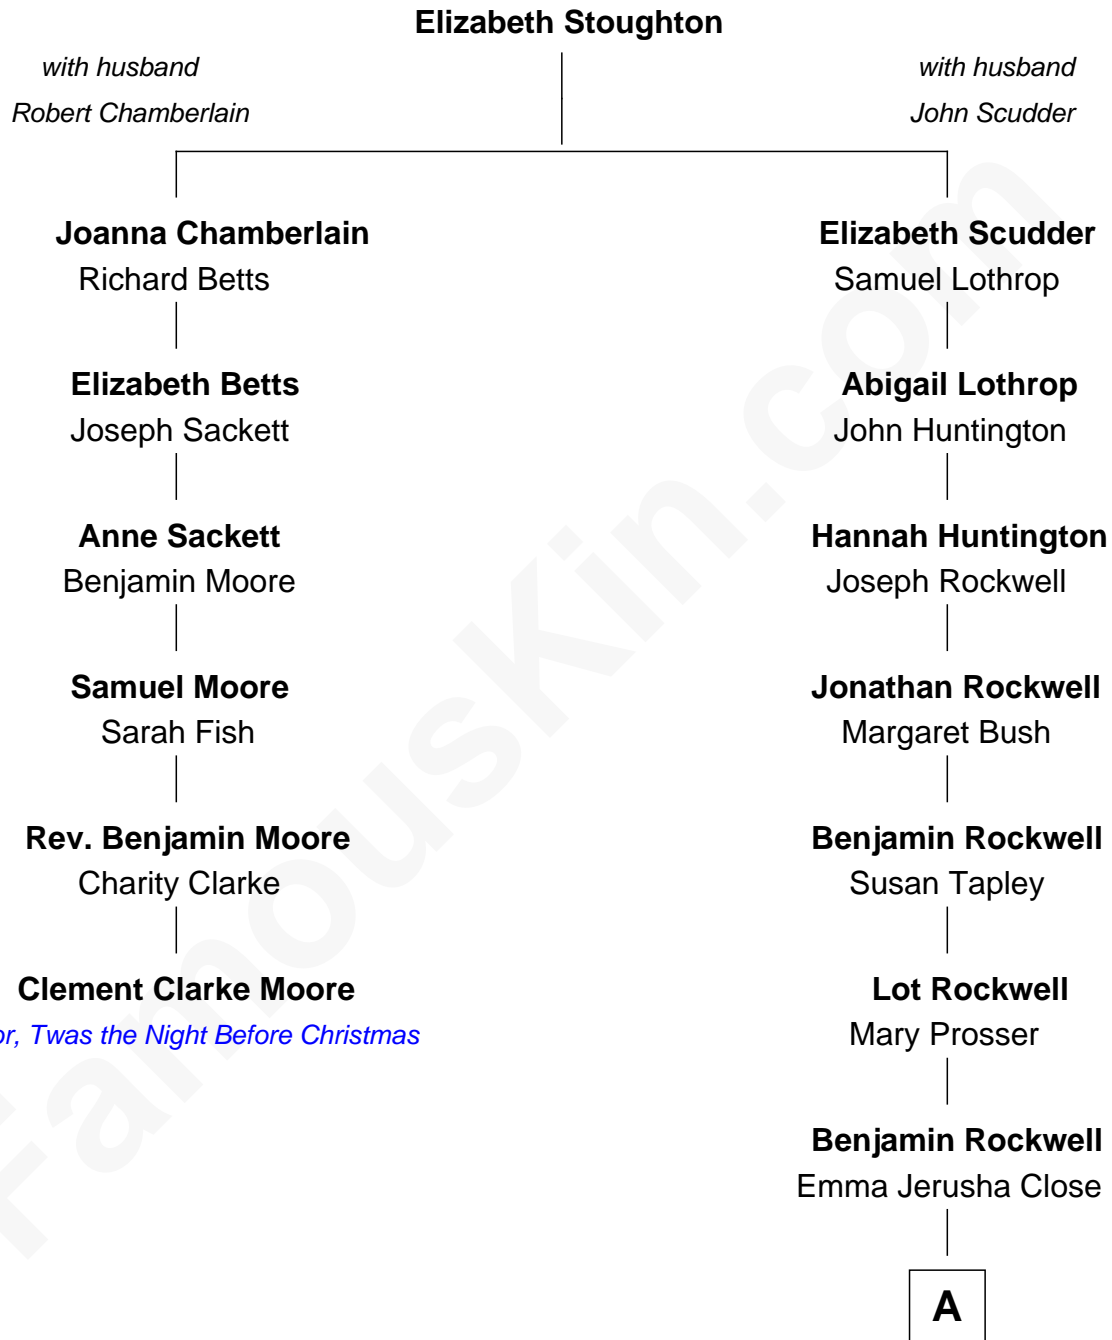 Elizabeth Stoughton
with husband
Robert Chamberlain
with husband
John Scudder
Joanna Chamberlain
Richard Betts
Elizabeth Betts
Joseph Sackett
Anne Sackett
Benjamin Moore
Samuel Moore
Sarah Fish
Rev. Benjamin Moore
Charity Clarke
Clement Clarke Moore
Twas the Night Before Christmas
Elizabeth Scudder
Samuel Lothrop
Abigail Lothrop
John Huntington
Hannah Huntington
Joseph Rockwell
Jonathan Rockwell
Margaret Bush
Benjamin Rockwell
Susan Tapley
Lot Rockwell
Mary Prosser
Benjamin Rockwell
Emma Jerusha Close
A
FamousKin.com